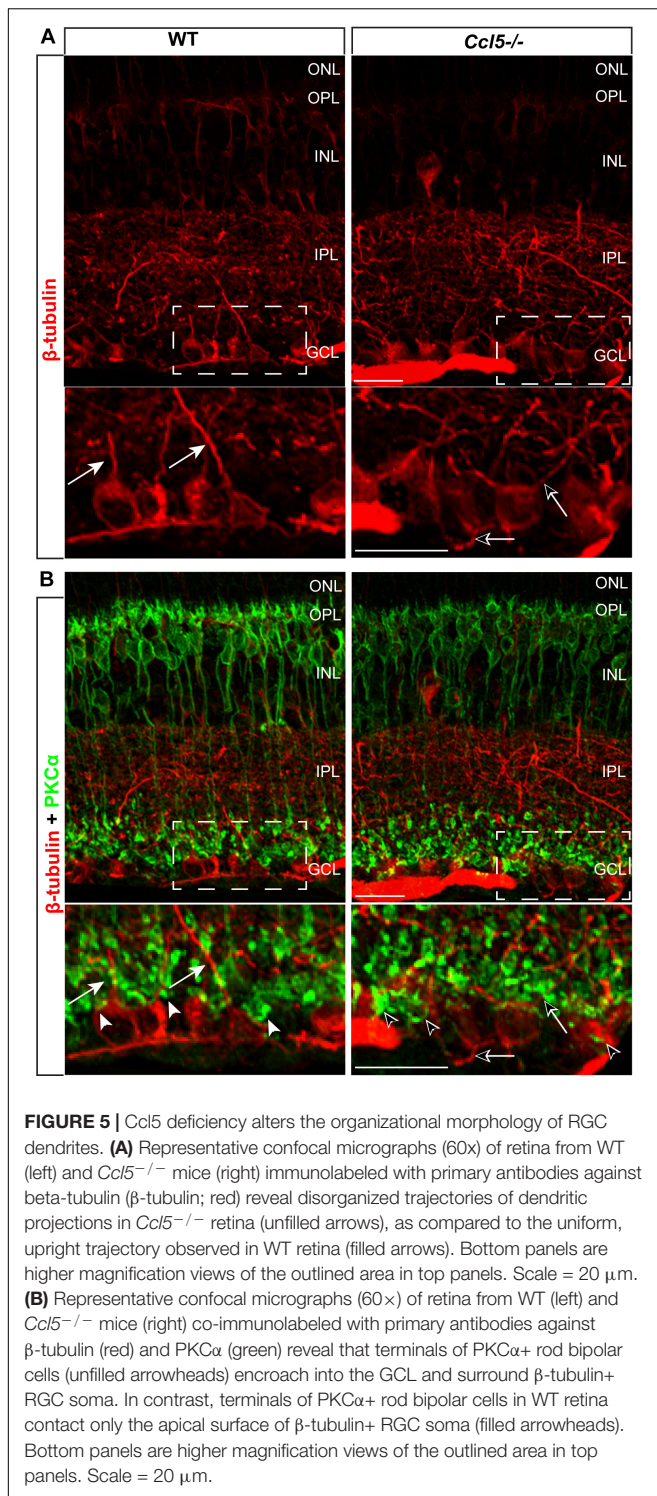 A
WT
Ccl5-/-
β-tubulin
ONL
OPL
INL
IPL
GCL
ONL
OPL
INL
IPL
GCL
B
β-tubulin + PKCα
ONL
OPL
INL
IPL
GCL
ONL
OPL
INL
IPL
GCL
FIGURE 5 | Ccl5 deficiency alters the organizational morphology of RGC
dendrites. (A) Representative confocal micrographs (60x) of retina from WT
(left) and Ccl5−/− mice (right) immunolabeled with primary antibodies against
beta-tubulin (β-tubulin; red) reveal disorganized trajectories of dendritic
projections in Ccl5−/− retina (unfilled arrows), as compared to the uniform,
upright trajectory observed in WT retina (filled arrows). Bottom panels are
higher magnification views of the outlined area in top panels. Scale = 20 μm.
(B) Representative confocal micrographs (60×) of retina from WT (left) and
Ccl5−/− mice (right) co-immunolabeled with primary antibodies against
β-tubulin (red) and PKCα (green) reveal that terminals of PKCα+ rod bipolar
cells (unfilled arrowheads) encroach into the GCL and surround β-tubulin+
RGC soma. In contrast, terminals of PKCα+ rod bipolar cells in WT retina
contact only the apical surface of β-tubulin+ RGC soma (filled arrowheads).
Bottom panels are higher magnification views of the outlined area in top
panels. Scale = 20 μm.